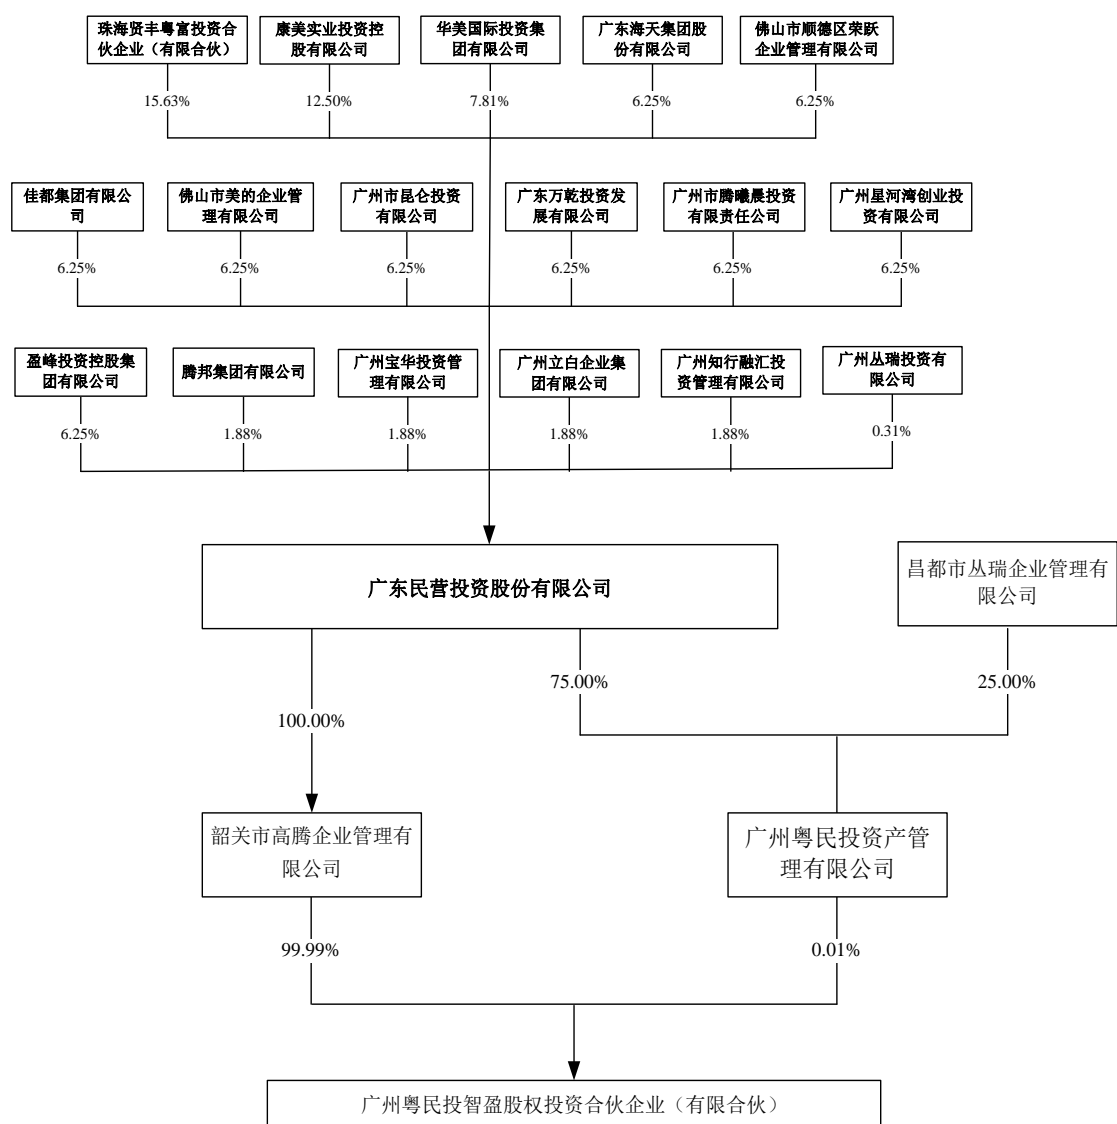 珠海贤丰粤富投资合
伙企业（有限合伙）
康美实业投资控
股有限公司
华美国际投资集
团有限公司
广东海天集团股
份有限公司
佛山市顺德区荣跃
企业管理有限公司
15.63%
12.50%
7.81%
6.25%
6.25%
佳都集团有限公
司
佛山市美的企业管
理有限公司
广州市昆仑投资
有限公司
广东万乾投资发
展有限公司
广州市腾曦晨投资
有限责任公司
广州星河湾创业投
资有限公司
6.25%
6.25%
6.25%
6.25%
6.25%
6.25%
盈峰投资控股集
团有限公司
腾邦集团有限公司
广州宝华投资管
理有限公司
广州立白企业集
团有限公司
广州知行融汇投
资管理有限公司
广州丛瑞投资有
限公司
6.25%
1.88%
1.88%
1.88%
1.88%
0.31%
广东民营投资股份有限公司
昌都市丛瑞企业管理有
限公司
100.00%
75.00%
25.00%
韶关市高腾企业管理有
限公司
广州粤民投资产管
理有限公司
99.99%
0.01%
广州粤民投智盈股权投资合伙企业（有限合伙）